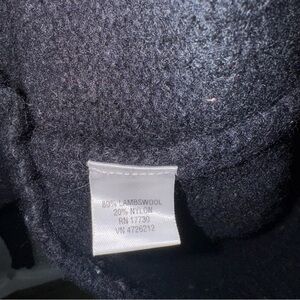 80% LAMBSWOOL
20% NYLON
RN 17730
VN 4726212